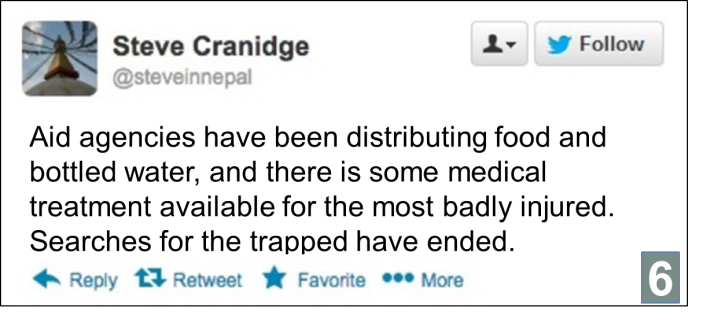 Steve Cranidge
@steveinnepal
Follow
Aid agencies have been distributing food and
bottled water, and there is some medical
treatment available for the most badly injured.
Searches for the trapped have ended.
Reply Retweet Favorite More
6